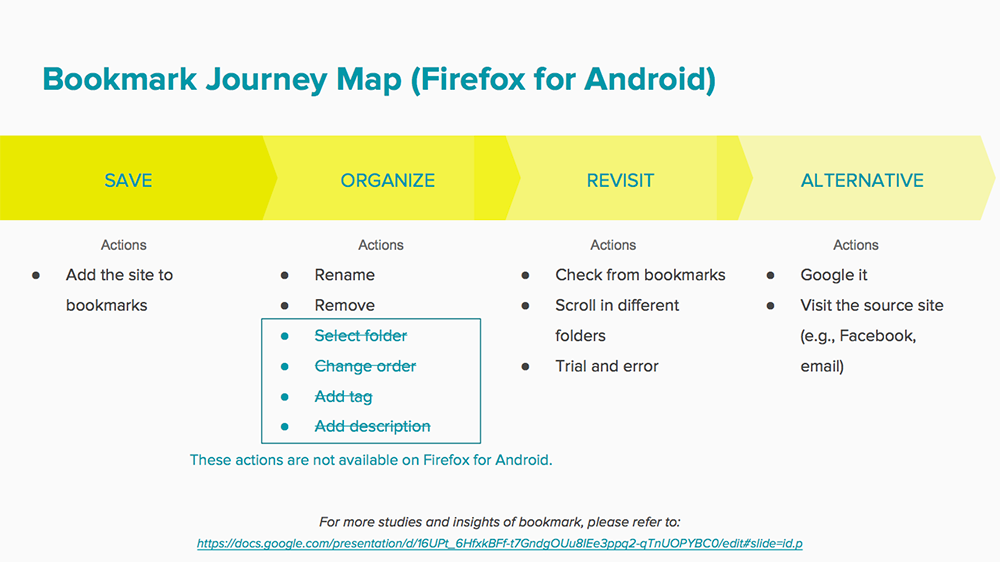 Bookmark Journey Map (Firefox for Android)
SAVE
ORGANIZE
REVISIT
ALTERNATIVE
Actions
● Add the site to
bookmarks
Actions
● Rename
● Remove
● Select folder
● Change order
● Add tag
● Add description
These actions are not available on Firefox for Android.
Actions
● Check from bookmarks
● Scroll in different
folders
● Trial and error
Actions
● Google it
● Visit the source site
(e.g., Facebook,
email)
For more studies and insights of bookmark, please refer to:
https://docs.google.com/presentation/d/16UPt_6HfxkBFf-t7GndgOUu8lEe3ppq2-qTnUOPYBC0/edit#slide=id.p